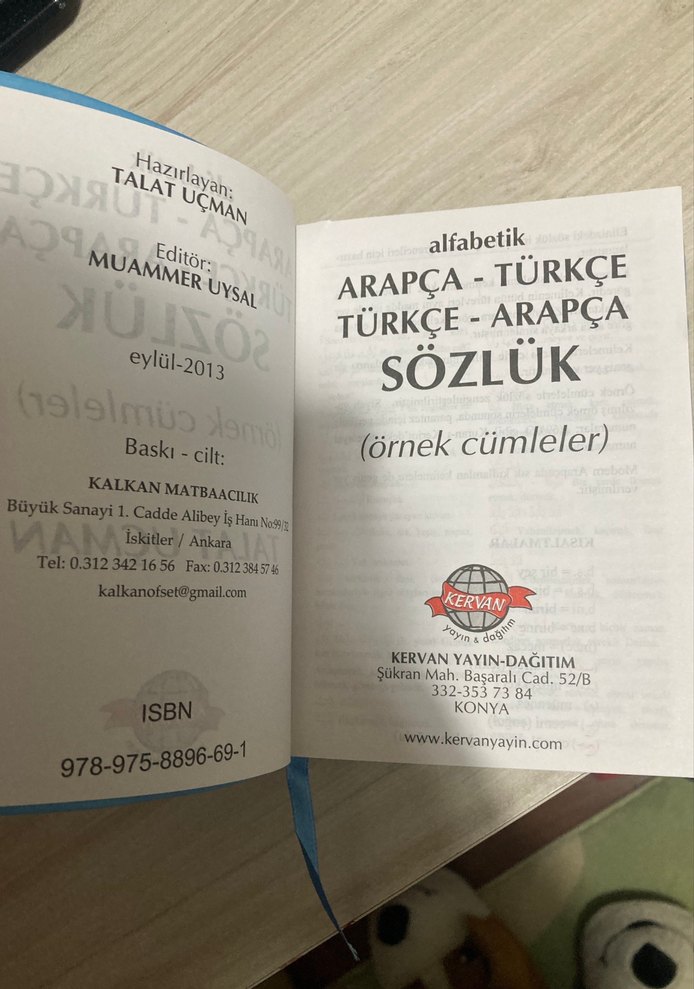 Hazırlayan:
TALAT UÇMAN
Editör:
MUAMMER UYSAL
eylül-2013
Baskı - cilt:
KALKAN MATBAACILIK
Büyük Sanayi 1. Cadde Alibey İş Hanı No:99/32
İskitler / Ankara
Tel: 0.312 342 16 56 Fax: 0.312 384 57 46
kalkanofset@gmail.com
ISBN
978-975-8896-69-1
alfabetik
ARAPÇA - TÜRKÇE
TÜRKÇE - ARAPÇA
SÖZLÜK
(örnek cümleler)
KERVAN
yayın & dağıtım
KERVAN YAYIN-DAĞITIM
Şükran Mah. Başaralı Cad. 52/B
332-353 73 84
KONYA
www.kervanyayin.com